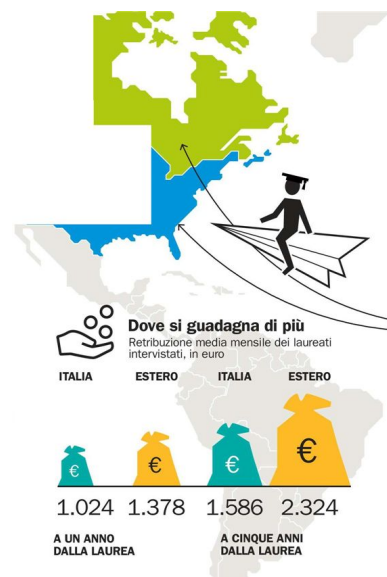 Dove si guadagna di più
Retribuzione media mensile dei laureati
intervistati, in euro
ITALIA ESTERO ITALIA ESTERO
€ € € €
1.024 1.378 1.586 2.324
A UN ANNO
DALLA LAUREA
A CINQUE ANNI
DALLA LAUREA